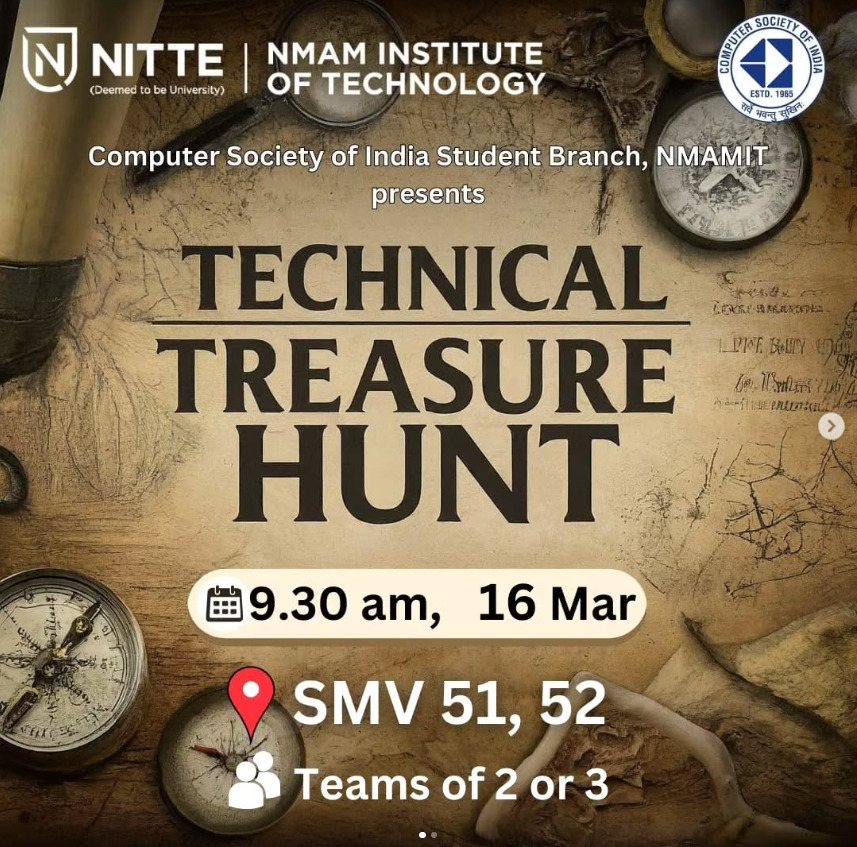 NITTE
(Deemed to be University)
NMAM INSTITUTE
OF TECHNOLOGY
COMPUTER SOCIETY OF INDIA
ESTD. 1965
सर्वे भवन्तु सुखिनः
Computer Society of India Student Branch, NMAMIT
presents
TECHNICAL
TREASURE
HUNT
9.30 am, 16 Mar
SMV 51, 52
Teams of 2 or 3